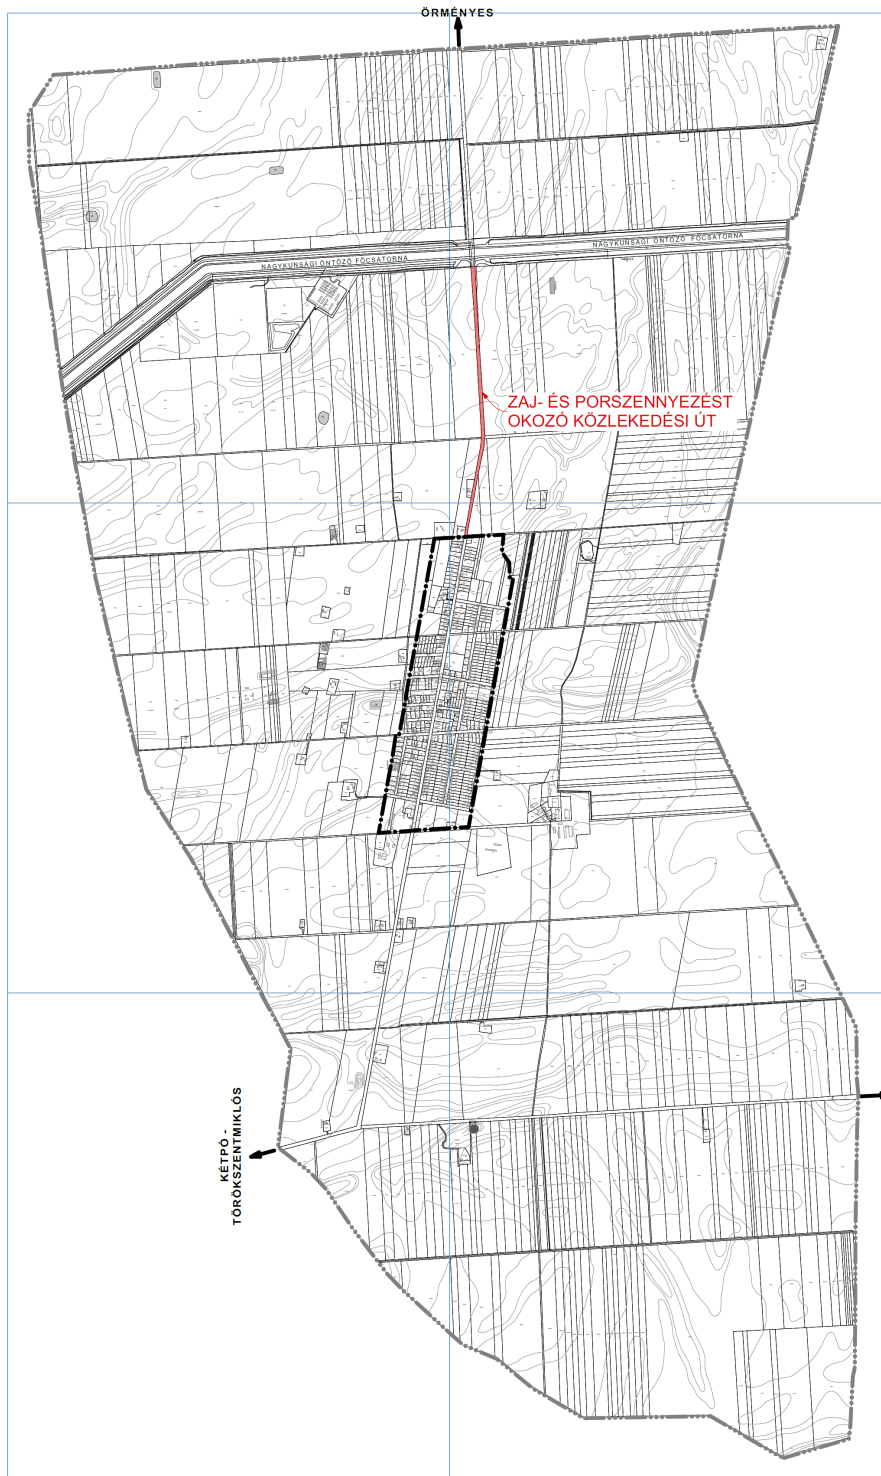 ÖRMÉNYES
NAGYKUNSÁGI ÖNTÖZŐ FŐCSATORNA
NAGYKUNSÁGI ÖNTÖZŐ FŐCSATORNA
ZAJ- ÉS PORSZENNYEZÉST
OKOZÓ KÖZLEKEDÉSI ÚT
KÉTPÓ -
TÖRÖKSZENTMIKLÓS